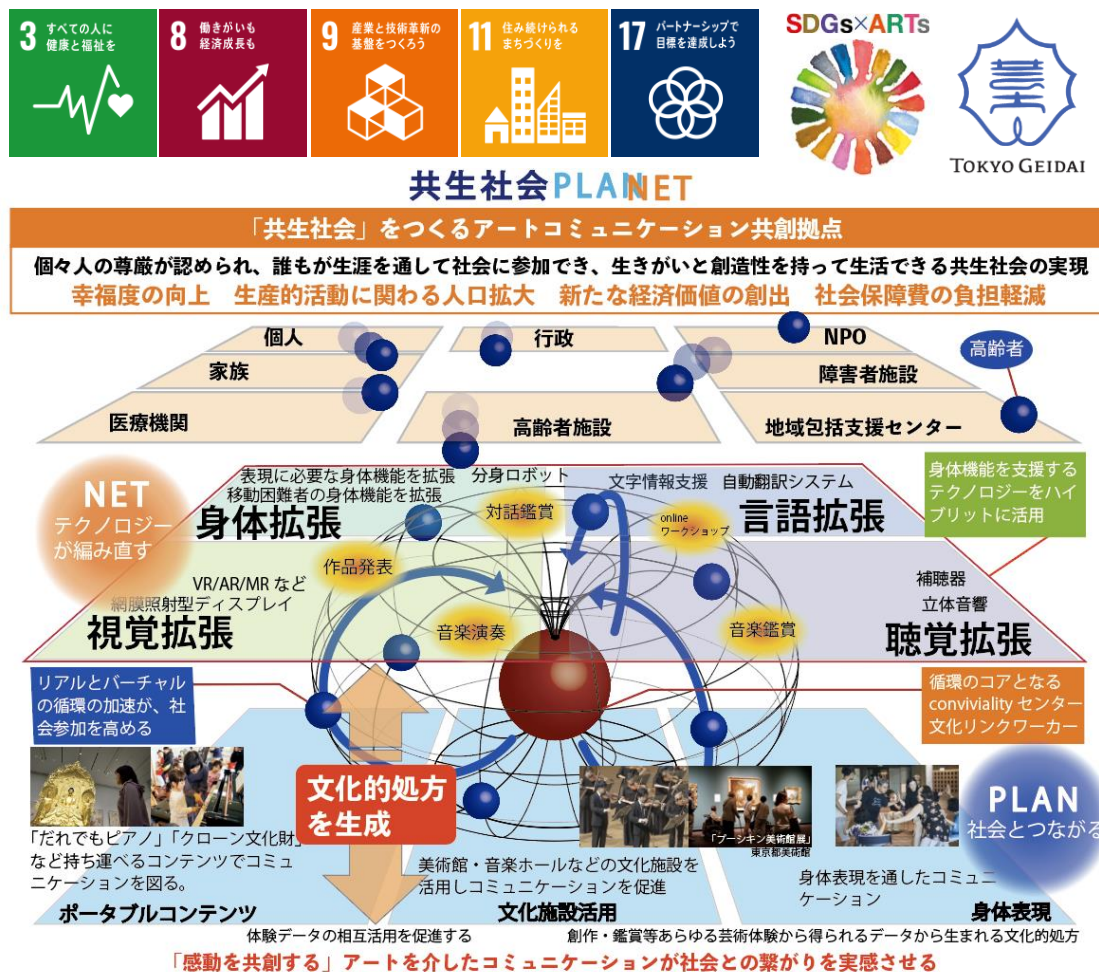 3 すべての人に
健康と福祉を
8 働きがいも
経済成長も
9 産業と技術革新の
基盤をつくろう
11 住み続けられる
まちづくりを
17 パートナーシップで
目標を達成しよう
SDGs×ARTs
TOKYO GEIDAI
共生社会PLANNET
「共生社会」をつくるアートコミュニケーション共創拠点
個々人の尊厳が認められ、誰もが生涯を通して社会に参加でき、生きがいと創造性を持って生活できる共生社会の実現
幸福度の向上 生産的活動に関わる人口拡大 新たな経済価値の創出 社会保障費の負担軽減
個人
行政
NPO
高齢者
家族
障害者施設
医療機関
高齢者施設
地域包括支援センター
NET
テクノロジー
が編み直す
表現に必要な身体機能を拡張
移動困難者の身体機能を拡張
身体拡張
分身ロボット
対話鑑賞
文字情報支援
自動翻訳システム
言語拡張
online
ワークショップ
身体機能を支援する
テクノロジーをハイ
ブリットに活用
作品発表
VR/AR/MR など
網膜照射型ディスプレイ
視覚拡張
音楽演奏
音楽鑑賞
補聴器
立体音響
聴覚拡張
リアルとバーチャル
の循環の加速が、社
会参加を高める
循環のコアとなる
conviviality センター
文化リンクワーカー
文化的処方
を生成
PLAN
社会とつながる
「だれでもピアノ」「クローン文化財」
など持ち運べるコンテンツでコミュ
ニケーションを図る。
ポータブルコンテンツ
「プーシキン美術館展」
東京都美術館
美術館・音楽ホールなどの文化施設を
活用しコミュニケーションを促進
文化施設活用
身体表現を通したコミュニ
ケーション
身体表現
体験データの相互活用を促進する
創作・鑑賞等あらゆる芸術体験から得られるデータから生まれる文化的処方
「感動を共創する」アートを介したコミュニケーションが社会との繋がりを実感させる